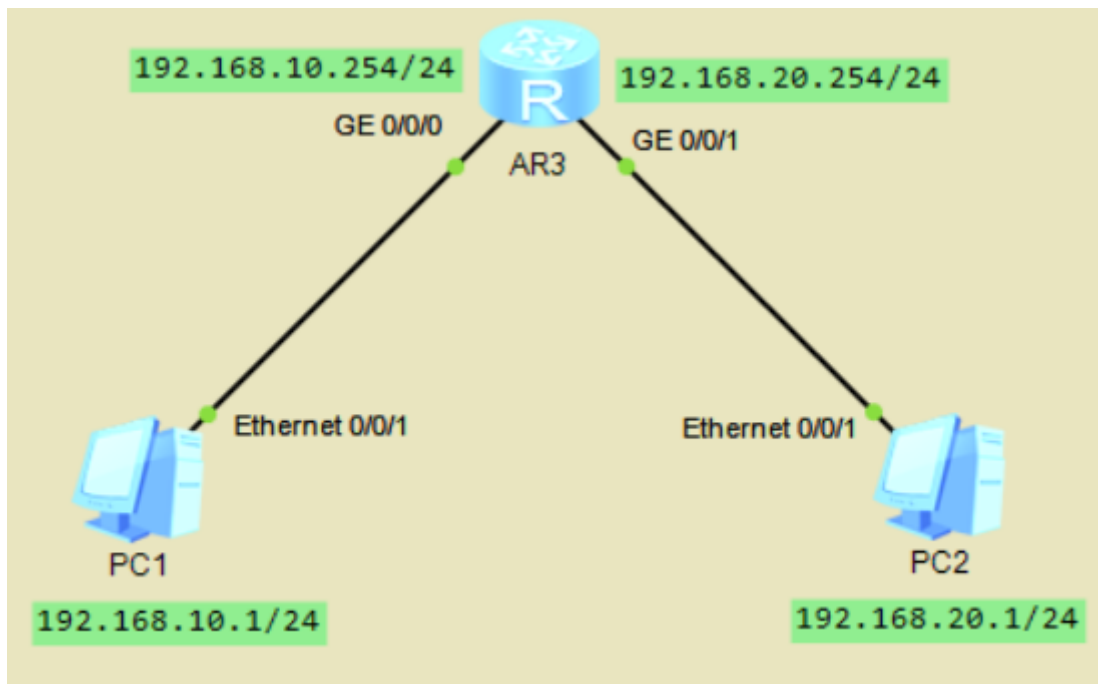 192.168.10.254/24
192.168.20.254/24
R
GE 0/0/0
GE 0/0/1
AR3
Ethernet 0/0/1
Ethernet 0/0/1
PC1
PC2
192.168.10.1/24
192.168.20.1/24